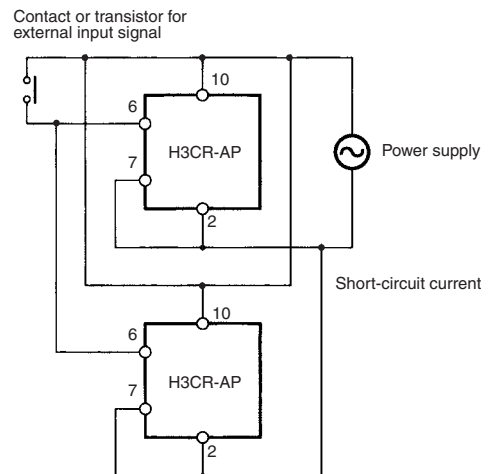 Contact or transistor for
external input signal
10
6
H3CR-AP
7
2
Power supply
Short-circuit current
10
6
H3CR-AP
7
2